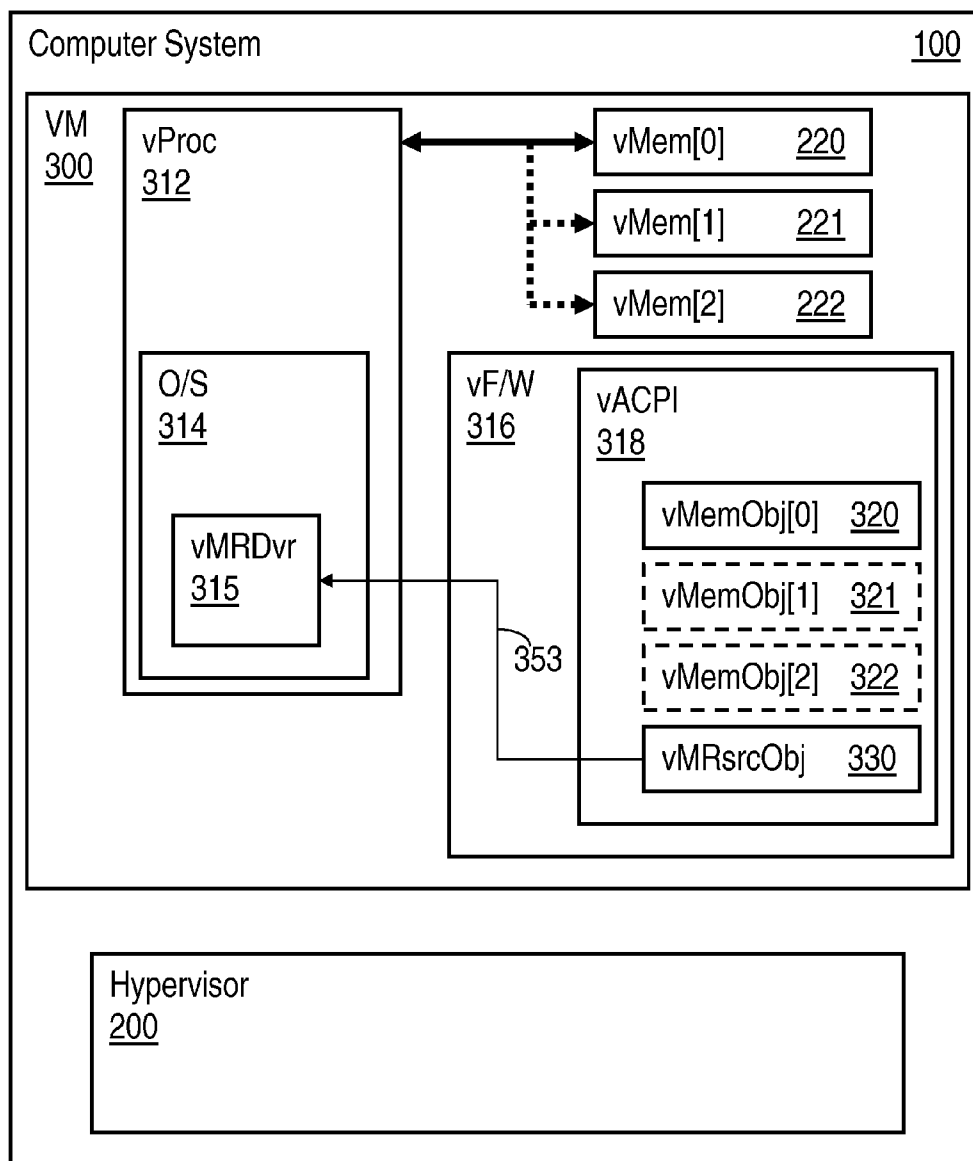 Computer System 100
VM
300
vProc
312
vMem[0] 220
vMem[1] 221
vMem[2] 222
O/S
314
vMRDvr
315
vF/W
316
vACPI
318
vMemObj[0] 320
vMemObj[1] 321
vMemObj[2] 322
vMRsrcObj 330
353
Hypervisor
200